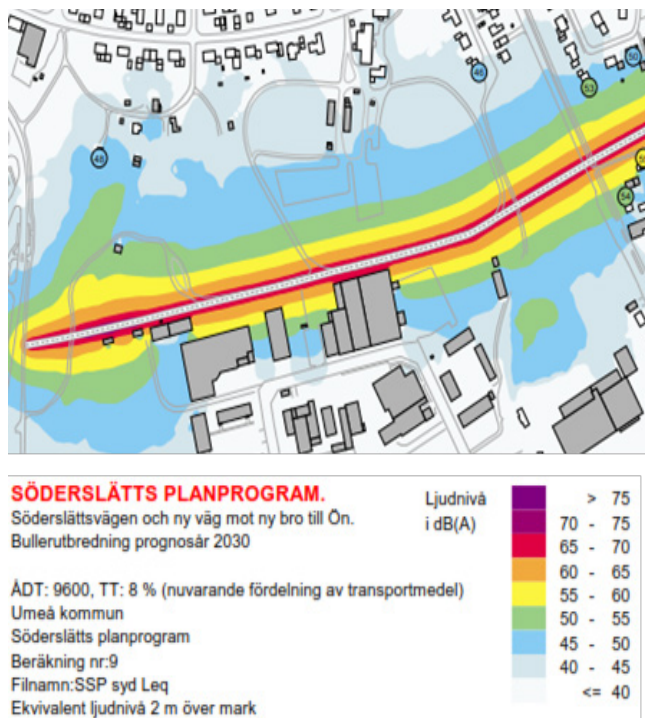 46
50
53
48
54
SÖDERSLÄTTS PLANPROGRAM.
Söderslättsvägen och ny väg mot ny bro till Ön.
Bullerutbredning prognosår 2030
ÅDT: 9600, TT: 8 % (nuvarande fördelning av transportmedel)
Umeå kommun
Söderslätts planprogram
Beräkning nr:9
Filnamn:SSP syd Leq
Ekvivalent ljudnivå 2 m över mark
Ljudnivå
i dB(A)
> 75
70 - 75
65 - 70
60 - 65
55 - 60
50 - 55
45 - 50
40 - 45
<= 40